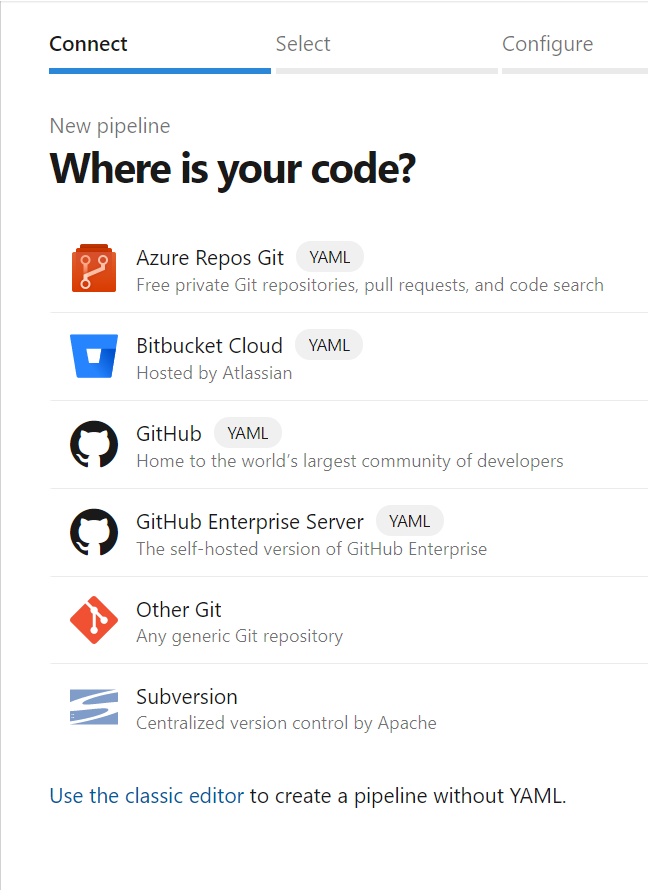 Connect Select Configure
New pipeline
Where is your code?
Azure Repos Git YAML
Free private Git repositories, pull requests, and code search
Bitbucket Cloud YAML
Hosted by Atlassian
GitHub YAML
Home to the world’s largest community of developers
GitHub Enterprise Server YAML
The self-hosted version of GitHub Enterprise
Other Git
Any generic Git repository
Subversion
Centralized version control by Apache
Use the classic editor to create a pipeline without YAML.